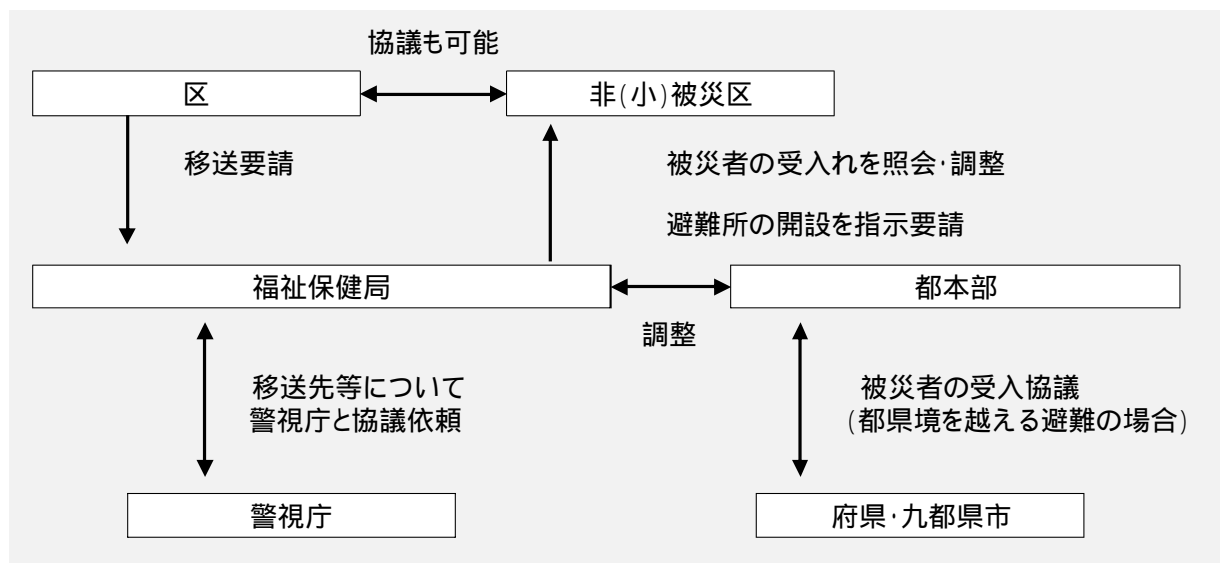 協議も可能
区
非(小)被災区
移送要請
被災者の受入れを照会･調整
避難所の開設を指示要請
福祉保健局
都本部
調整
移送先等について
警視庁と協議依頼
被災者の受入協議
(都県境を越える避難の場合)
警視庁
府県･九都県市